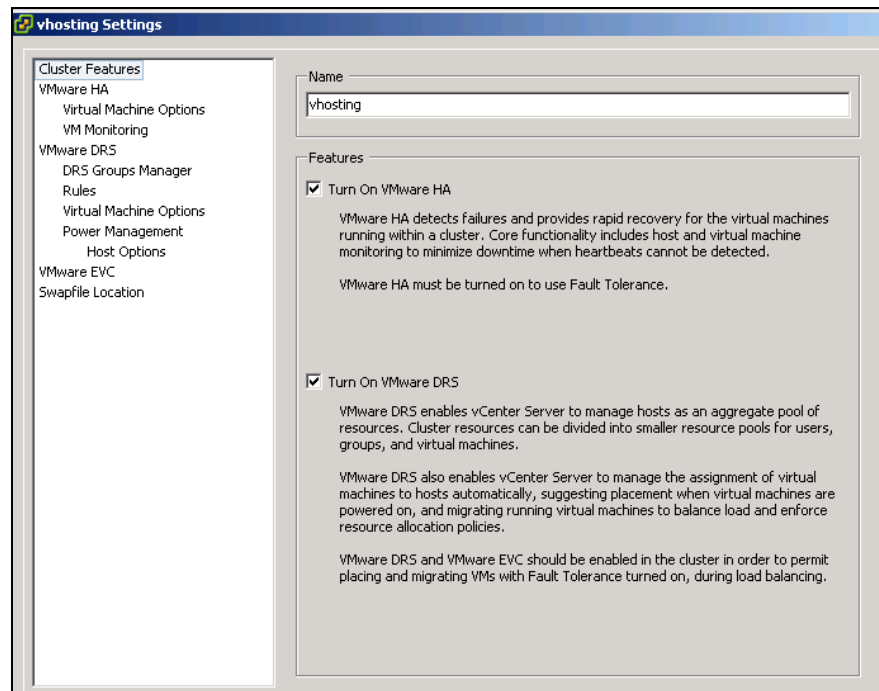 vhosting Settings
Cluster Features
VMware HA
Virtual Machine Options
VM Monitoring
VMware DRS
DRS Groups Manager
Rules
Virtual Machine Options
Power Management
Host Options
VMware EVC
Swapfile Location
Name
vhosting
Features
Turn On VMware HA
VMware HA detects failures and provides rapid recovery for the virtual machines
running within a cluster. Core functionality includes host and virtual machine
monitoring to minimize downtime when heartbeats cannot be detected.
VMware HA must be turned on to use Fault Tolerance.
Turn On VMware DRS
VMware DRS enables vCenter Server to manage hosts as an aggregate pool of
resources. Cluster resources can be divided into smaller resource pools for users,
groups, and virtual machines.
VMware DRS also enables vCenter Server to manage the assignment of virtual
machines to hosts automatically, suggesting placement when virtual machines are
powered on, and migrating running virtual machines to balance load and enforce
resource allocation policies.
VMware DRS and VMware EVC should be enabled in the cluster in order to permit
placing and migrating VMs with Fault Tolerance turned on, during load balancing.